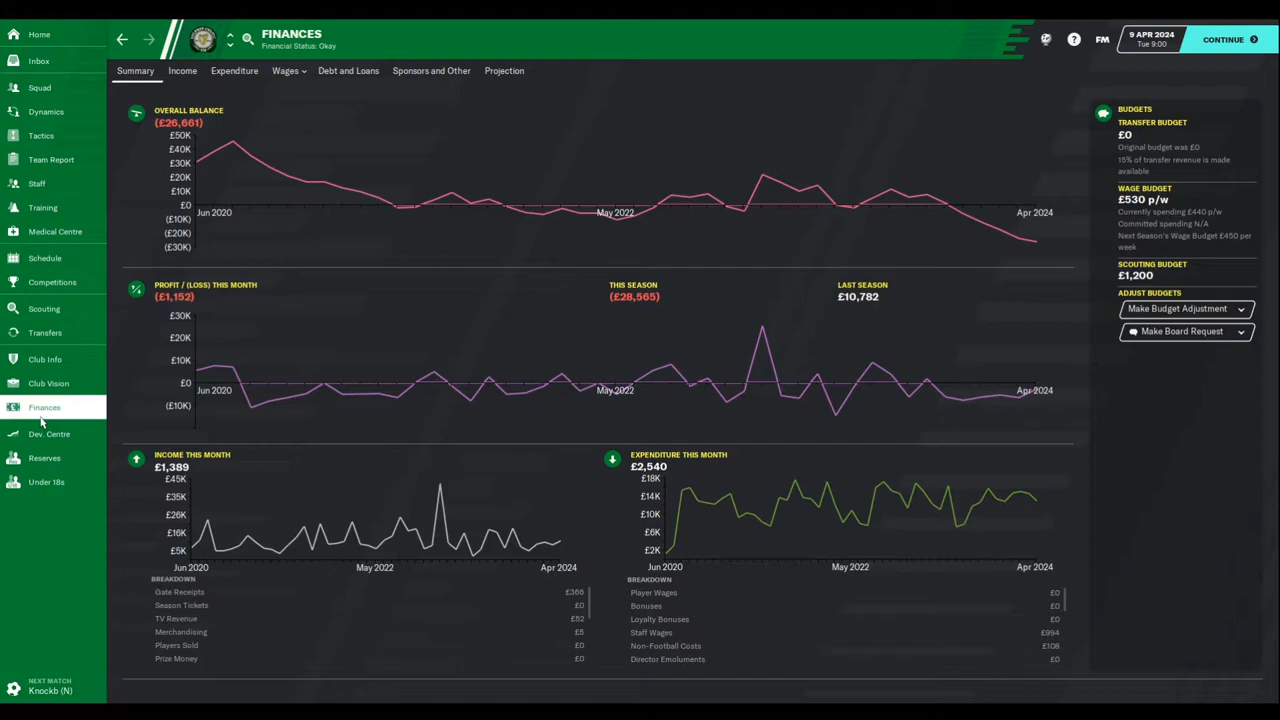 Home
Inbox
Squad
Dynamics
Tactics
Team Report
Staff
Training
Medical Centre
Schedule
Competitions
Scouting
Transfers
Club Info
Club Vision
Finances
Dev. Centre
Reserves
Under 18s
NEXT MATCH
Knockb (N)
FINANCES
Financial Status: Okay
FM
9 APR 2024
Tue 9:00
CONTINUE
Summary Income Expenditure Wages Debt and Loans Sponsors and Other Projection
OVERALL BALANCE
(£26,661)
£50K
£40K
£30K
£20K
£10K
£0
(£10K)
(£20K)
(£30K)
Jun 2020 May 2022 Apr 2024
PROFIT / (LOSS) THIS MONTH
(£1,152)
THIS SEASON
(£28,565)
LAST SEASON
£10,782
£30K
£20K
£10K
£0
(£10K)
Jun 2020 May 2022 Apr 2024
INCOME THIS MONTH
£1,389
£45K
£35K
£26K
£16K
£5K
Jun 2020 May 2022 Apr 2024
BREAKDOWN
Gate Receipts £366
Season Tickets £0
TV Revenue £52
Merchandising £5
Players Sold £0
Prize Money £0
EXPENDITURE THIS MONTH
£2,540
£18K
£14K
£10K
£6K
£2K
Jun 2020 May 2022 Apr 2024
BREAKDOWN
Player Wages £0
Bonuses £0
Loyalty Bonuses £0
Staff Wages £994
Non-Football Costs £108
Director Emoluments £0
BUDGETS
TRANSFER BUDGET
£0
Original budget was £0
15% of transfer revenue is made
available
WAGE BUDGET
£530 p/w
Currently spending £440 p/w
Committed spending N/A
Next Season's Wage Budget £450 per
week
SCOUTING BUDGET
£1,200
ADJUST BUDGETS
Make Budget Adjustment
Make Board Request